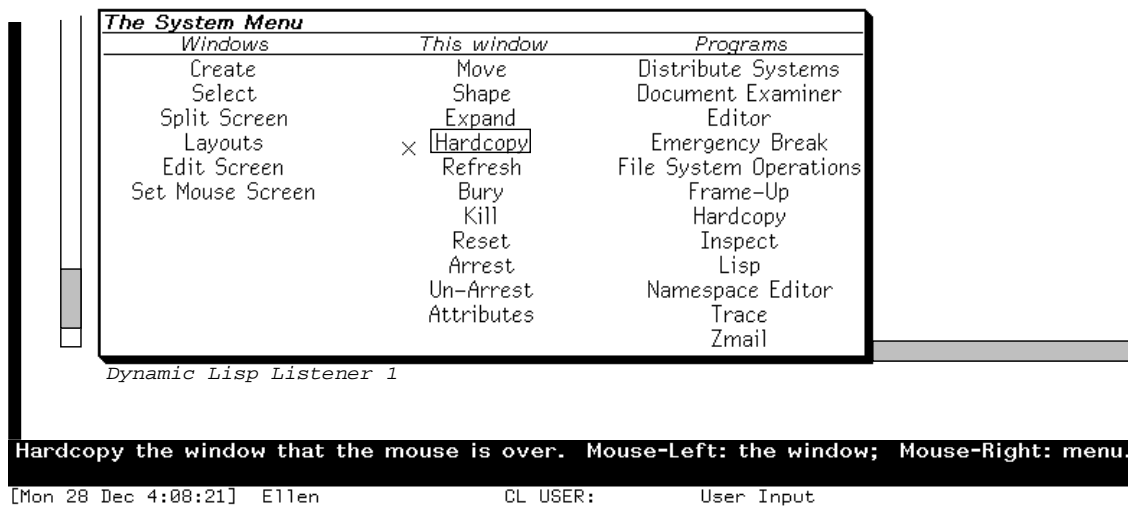 The System Menu
Windows This window Programs
Create Move Distribute Systems
Select Shape Document Examiner
Split Screen Expand Editor
Layouts Hardcopy Emergency Break
Edit Screen Refresh File System Operations
Set Mouse Screen Bury Frame-Up
Kill Hardcopy
Reset Inspect
Arrest Lisp
Un-Arrest Namespace Editor
Attributes Trace
Zmail
Dynamic Lisp Listener 1
Hardcopy the window that the mouse is over. Mouse-Left: the window; Mouse-Right: menu.
[Mon 28 Dec 4:08:21] Ellen CL USER: User Input